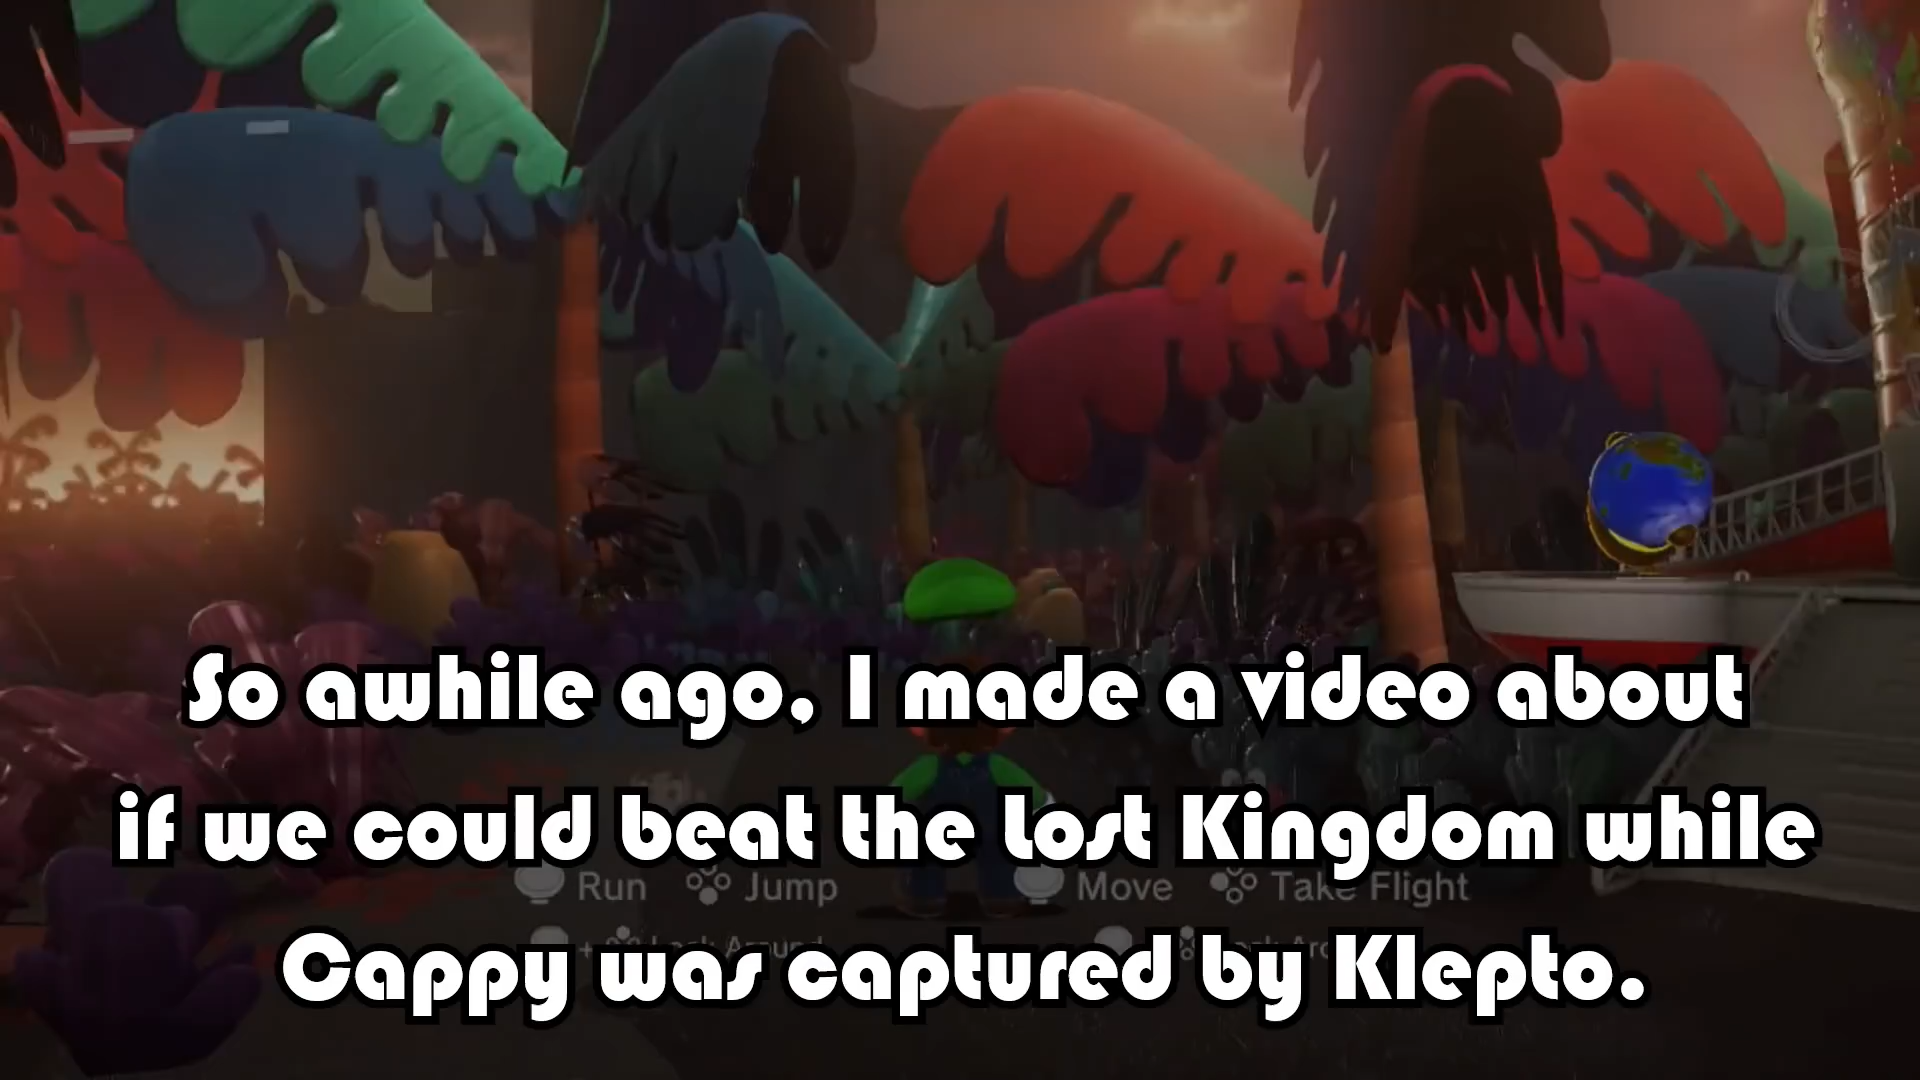 So awhile ago, I made a video about
if we could beat the Lost Kingdom while
Run Jump Move Take Flight
Cappy was captured by Klepto.